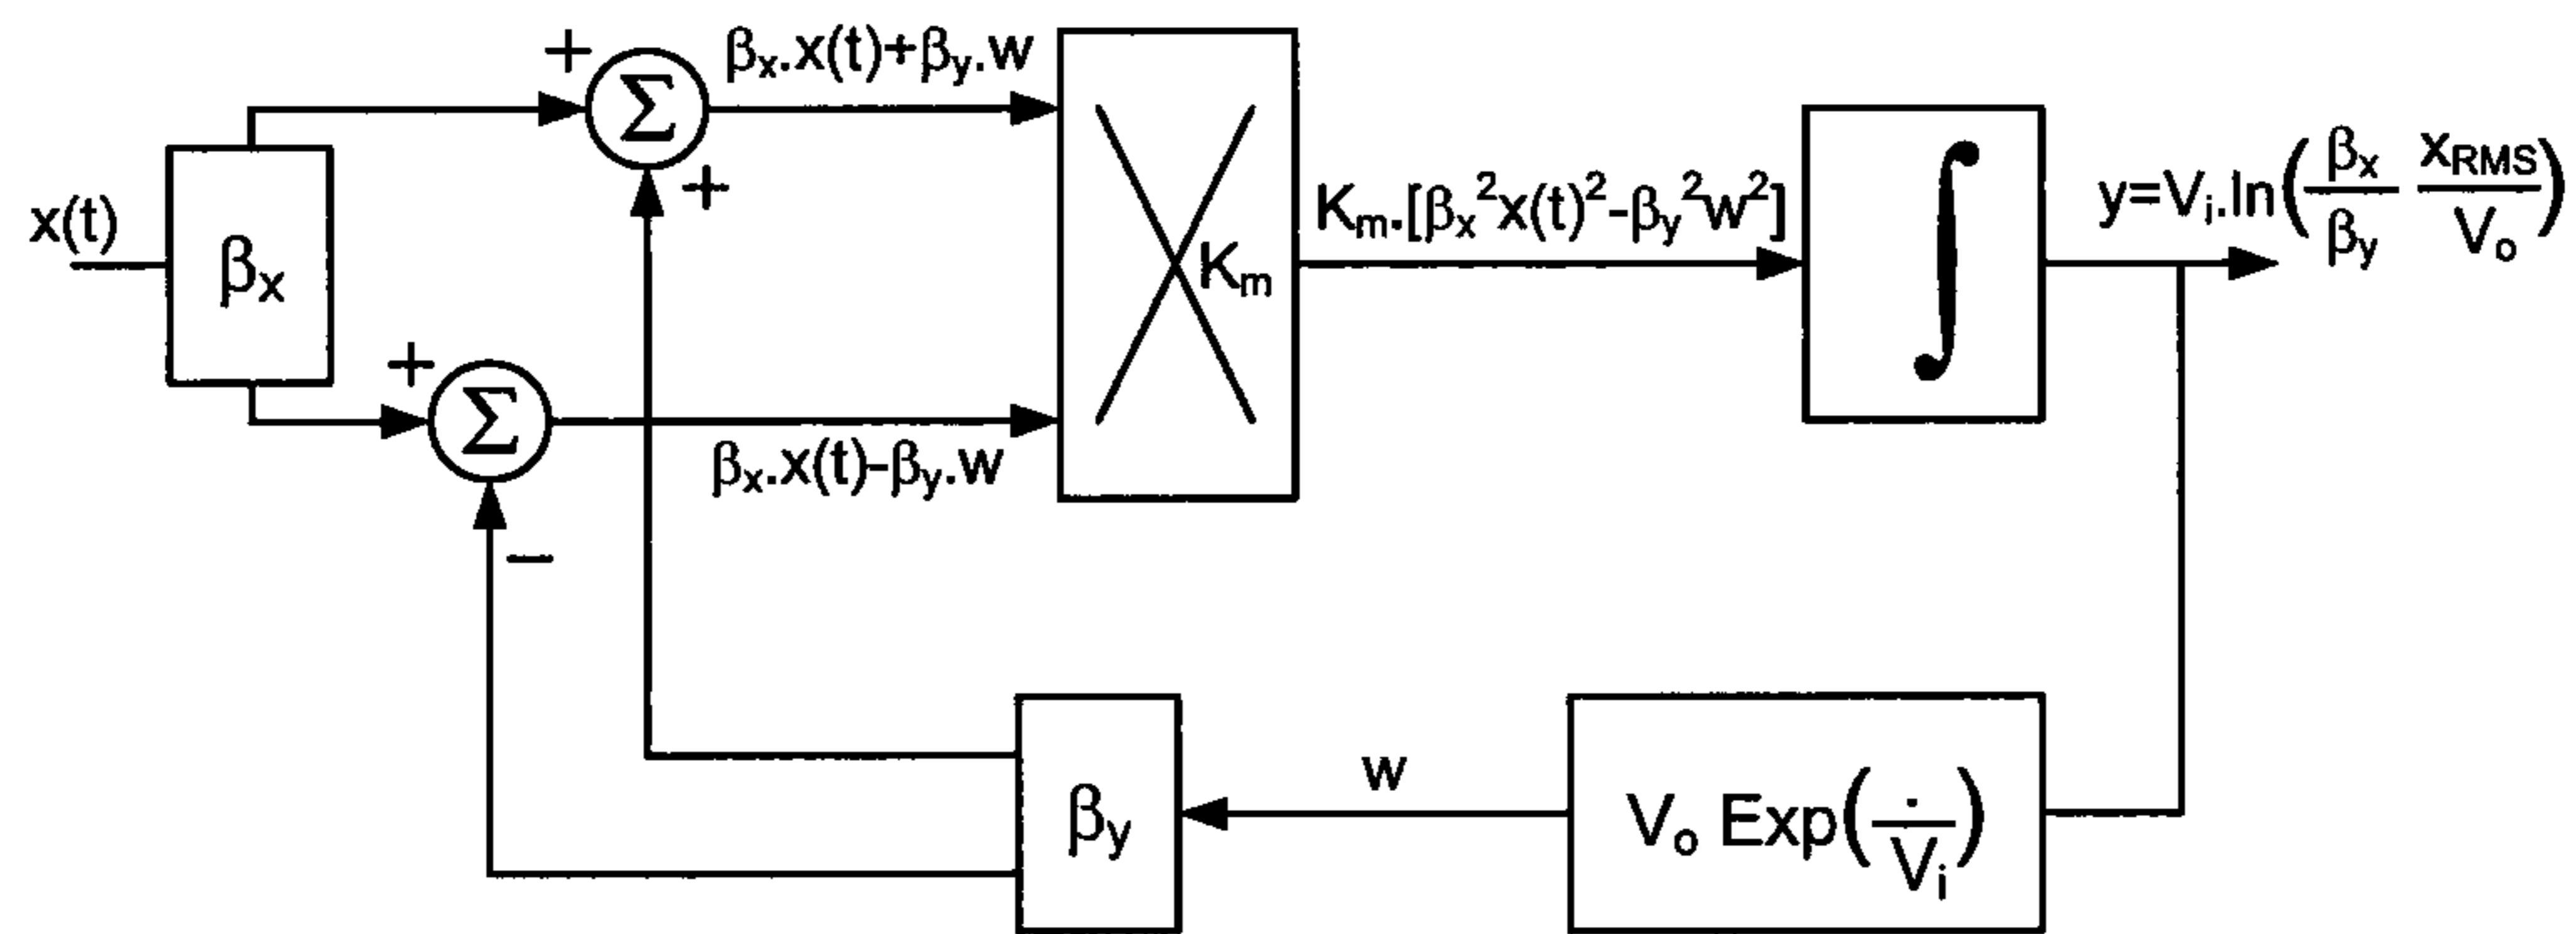 x(t)
βx
+
Σ
+
βx.x(t)+βy.w
+
Σ
−
βx.x(t)-βy.w
Km
Km.[βx²x(t)²-βy²w²]
∫
y=Vi.ln(βx/βy xRMS/Vo)
βy
w
Vo Exp(·/Vi)